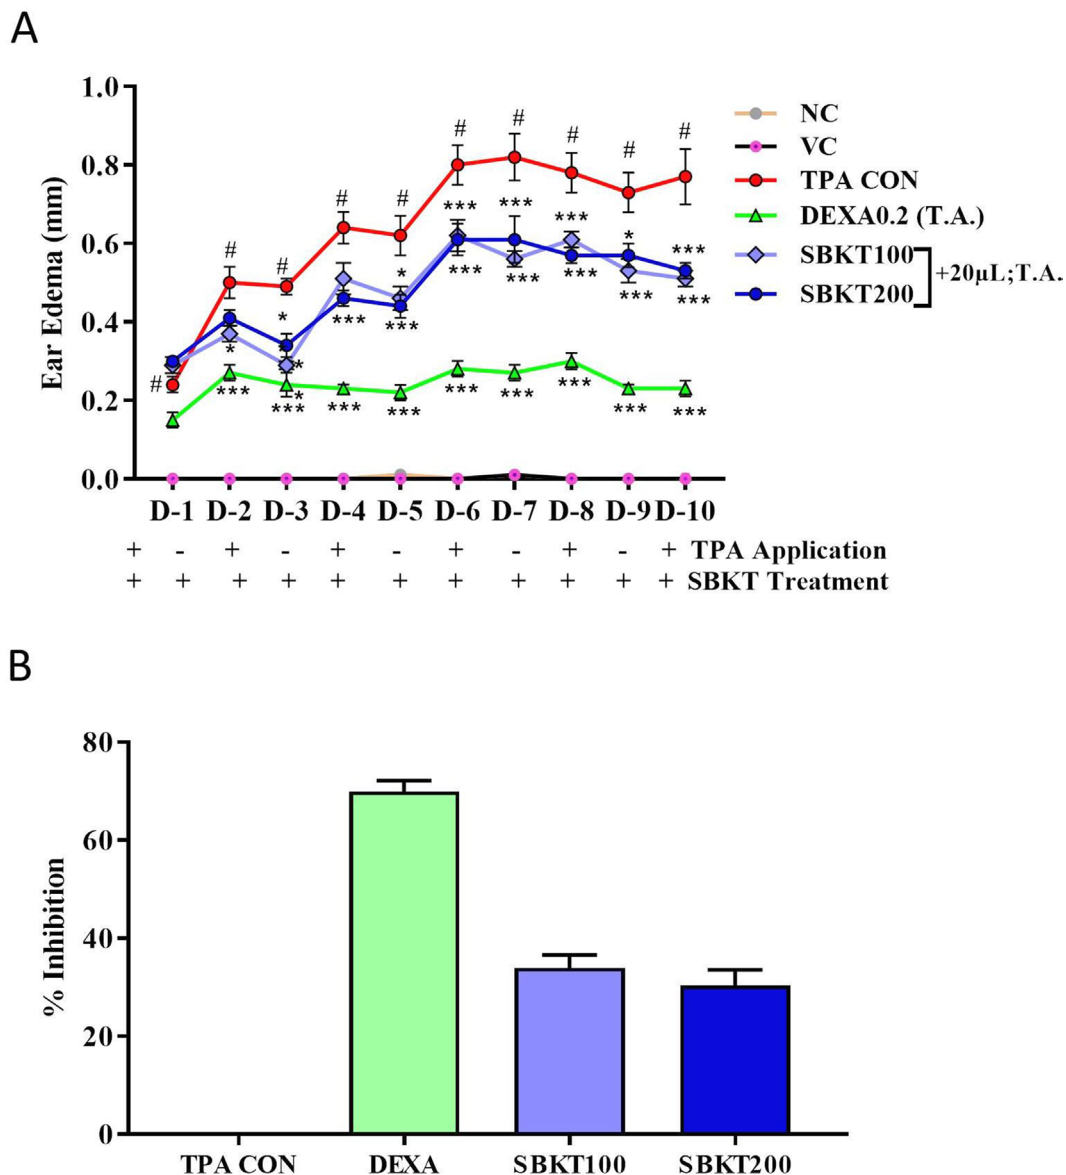 A
1.0
0.8
0.6
0.4
0.2
0.0
Ear Edema (mm)
# # # # # # # # # #
* *** *** *** *** *** *** *** ***
* * * * * *** *** *** *** *** *** ***
*** *** *** *** *** *** *** *** ***
NC
VC
TPA CON
DEXA0.2 (T.A.)
SBKT100
SBKT200
+20µL;T.A.
D-1 D-2 D-3 D-4 D-5 D-6 D-7 D-8 D-9 D-10
+ - + - + - + - + - + TPA Application
+ + + + + + + + + + + SBKT Treatment
B
80
60
40
20
0
% Inhibition
TPA CON DEXA SBKT100 SBKT200